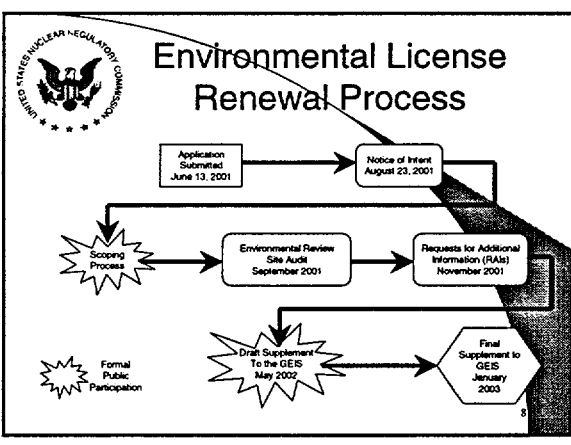 UNITED STATES NUCLEAR REGULATORY COMMISSION
Environmental License
Renewal Process
Application
Submitted
June 13, 2001
Notice of Intent
August 23, 2001
Scoping
Process
Environmental Review
Site Audit
September 2001
Requests for Additional
Information (RAIs)
November 2001
Draft Supplement
To the GEIS
May 2002
Final
Supplement to
GEIS
January
2003
Formal
Public
Participation
8